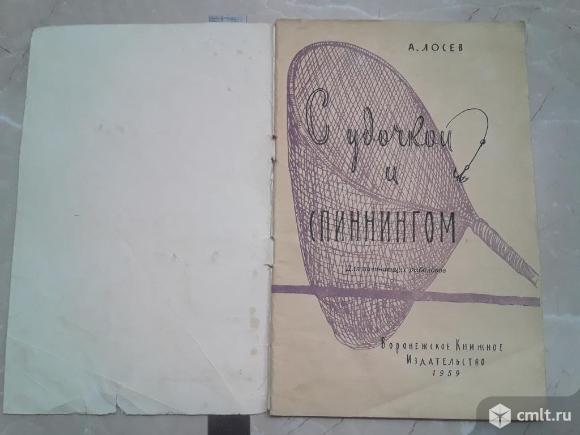 А. ЛОСЕВ
С удочкой
и
СПИННИНГОМ
Для начинающих рыболовов
Воронежское Книжное
Издательство
1959
cmlt.ru